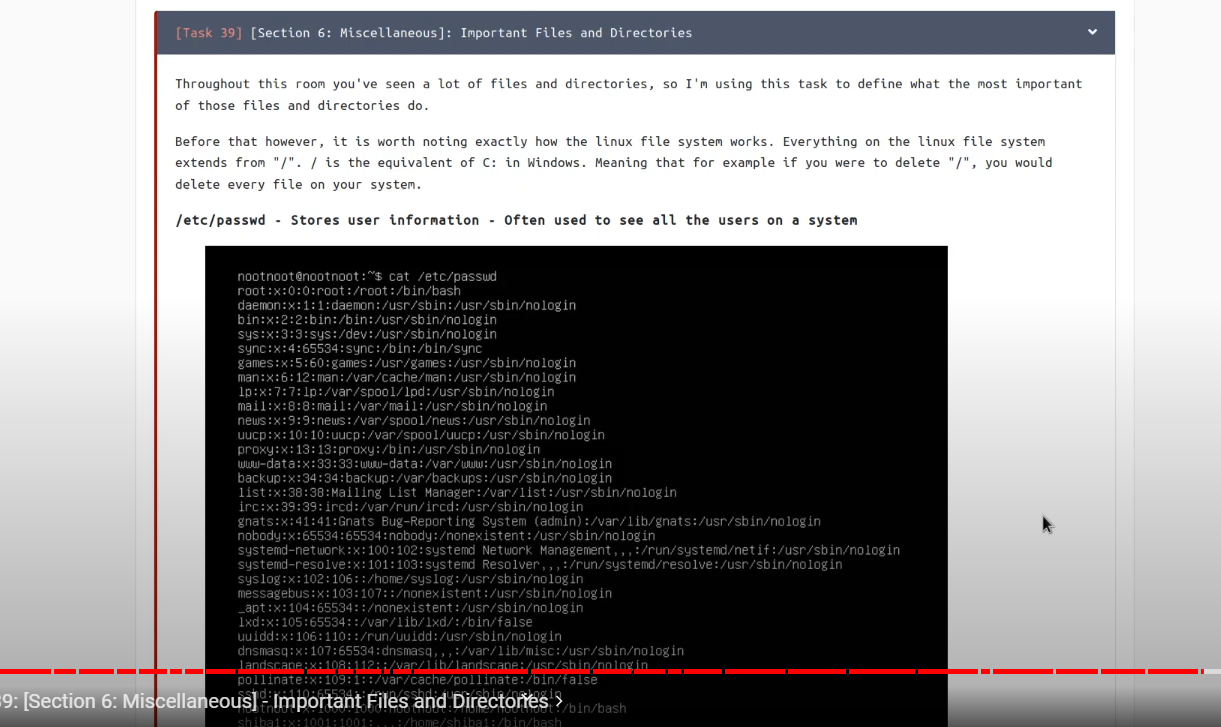 [Task 39] [Section 6: Miscellaneous]: Important Files and Directories
Throughout this room you've seen a lot of files and directories, so I'm using this task to define what the most important
of those files and directories do.
Before that however, it is worth noting exactly how the linux file system works. Everything on the linux file system
extends from "/". / is the equivalent of C: in Windows. Meaning that for example if you were to delete "/", you would
delete every file on your system.
/etc/passwd - Stores user information - Often used to see all the users on a system
nootnoot@nootnoot:~$ cat /etc/passwd
root:x:0:0:root:/root:/bin/bash
daemon:x:1:1:daemon:/usr/sbin:/usr/sbin/nologin
bin:x:2:2:bin:/bin:/usr/sbin/nologin
sys:x:3:3:sys:/dev:/usr/sbin/nologin
sync:x:4:65534:sync:/bin:/bin/sync
games:x:5:60:games:/usr/games:/usr/sbin/nologin
man:x:6:12:man:/var/cache/man:/usr/sbin/nologin
lp:x:7:7:lp:/var/spool/lpd:/usr/sbin/nologin
mail:x:8:8:mail:/var/mail:/usr/sbin/nologin
news:x:9:9:news:/var/spool/news:/usr/sbin/nologin
uucp:x:10:10:uucp:/var/spool/uucp:/usr/sbin/nologin
proxy:x:13:13:proxy:/bin:/usr/sbin/nologin
www-data:x:33:33:www-data:/var/www:/usr/sbin/nologin
backup:x:34:34:backup:/var/backups:/usr/sbin/nologin
list:x:38:38:Mailing List Manager:/var/list:/usr/sbin/nologin
irc:x:39:39:ircd:/var/run/ircd:/usr/sbin/nologin
gnats:x:41:41:Gnats Bug-Reporting System (admin):/var/lib/gnats:/usr/sbin/nologin
nobody:x:65534:65534:nobody:/nonexistent:/usr/sbin/nologin
systemd-network:x:100:102:systemd Network Management,,,:/run/systemd/netif:/usr/sbin/nologin
systemd-resolve:x:101:103:systemd Resolver,,,:/run/systemd/resolve:/usr/sbin/nologin
syslog:x:102:106::/home/syslog:/usr/sbin/nologin
messagebus:x:103:107::/nonexistent:/usr/sbin/nologin
_apt:x:104:65534::/nonexistent:/usr/sbin/nologin
lxd:x:105:65534::/var/lib/lxd/:/bin/false
uuidd:x:106:110::/run/uuidd:/usr/sbin/nologin
dnsmasq:x:107:65534:dnsmasq,,,:/var/lib/misc:/usr/sbin/nologin
landscape:x:108:112::/var/lib/landscape:/usr/sbin/nologin
pollinate:x:109:1::/var/cache/pollinate:/bin/false
sshd:x:110:65534::/run/sshd:/usr/sbin/nologin
39: [Section 6: Miscellaneous] - Important Files and Directories
:/bin/bash
shiba1:x:1001:1001:,,,:/home/shiba1:/bin/bash